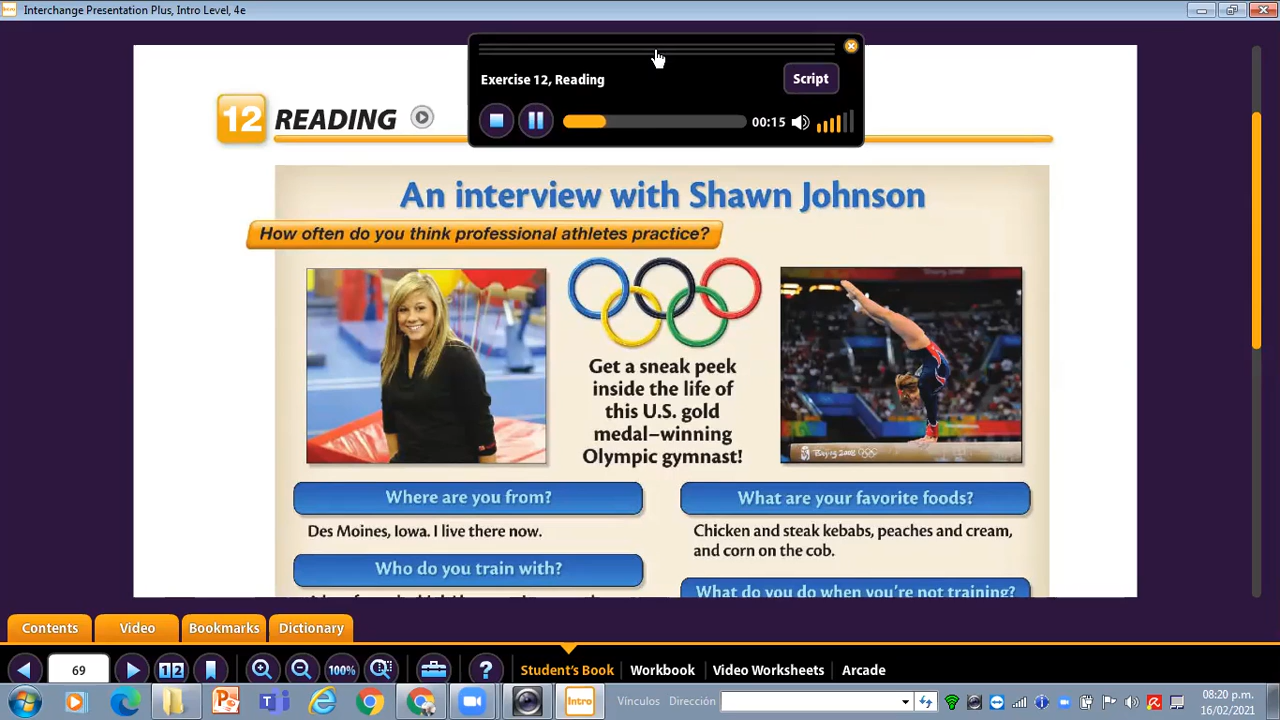 Interchange Presentation Plus, Intro Level, 4e
Exercise 12, Reading
Script
00:15
12 READING
An interview with Shawn Johnson
How often do you think professional athletes practice?
Get a sneak peek
inside the life of
this U.S. gold
medal–winning
Olympic gymnast!
Beijing 2008
Where are you from?
Des Moines, Iowa. I live there now.
Who do you train with?
What are your favorite foods?
Chicken and steak kebabs, peaches and cream,
and corn on the cob.
What do you do when you're not training?
Contents
Video
Bookmarks
Dictionary
69
12
100%
Student's Book
Workbook
Video Worksheets
Arcade
Intro
Vínculos
Dirección
08:20 p.m.
16/02/2021